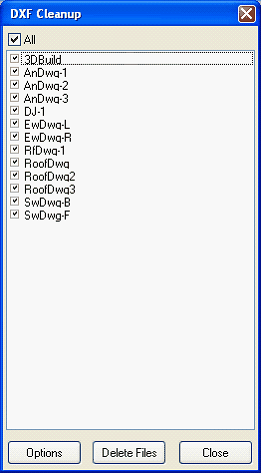 DXF Cleanup
All
3DBuild
AnDwg-1
AnDwg-2
AnDwg-3
DJ-1
EwDwg-L
EwDwg-R
RfDwg-1
RoofDwg
RoofDwg2
RoofDwg3
SwDwg-B
SwDwg-F
Options Delete Files Close